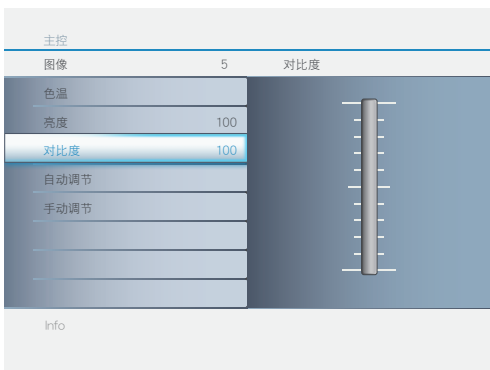 主控
图像 5 对比度
色温
亮度 100
对比度 100
自动调节
手动调节
Info